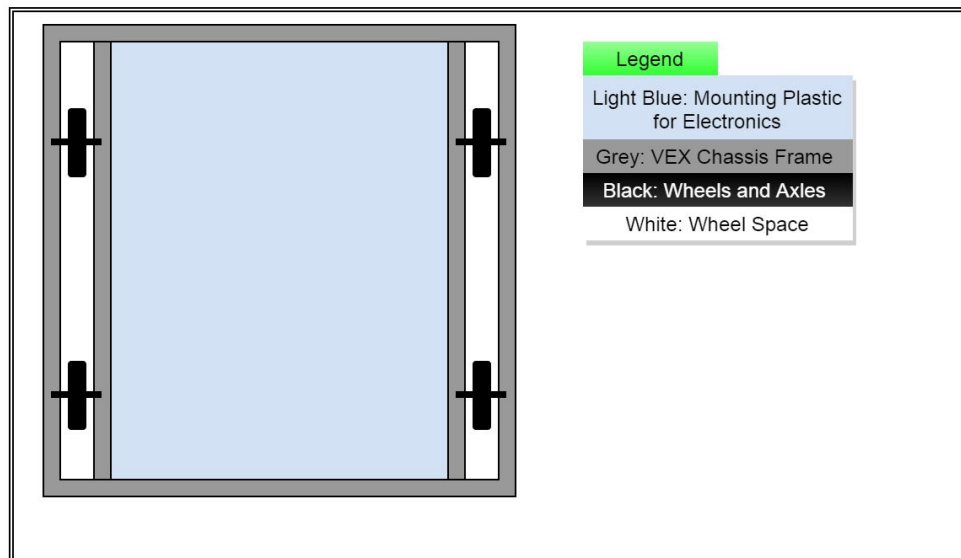 Legend
Light Blue: Mounting Plastic
for Electronics
Grey: VEX Chassis Frame
Black: Wheels and Axles
White: Wheel Space